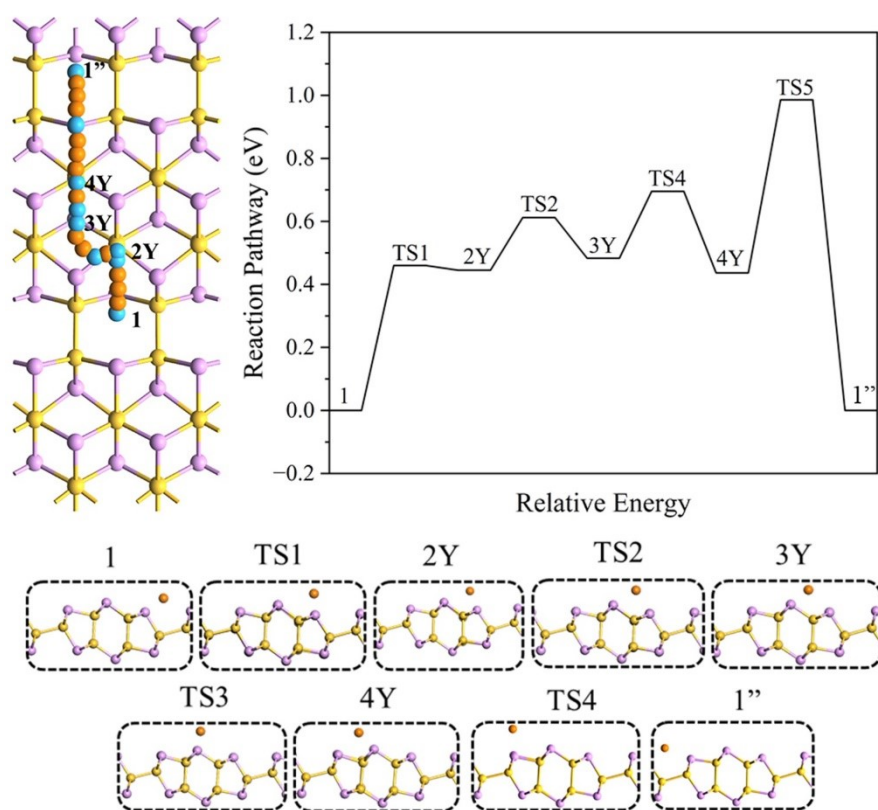 1”
4Y
3Y
2Y
1
Reaction Pathway (eV)
1.2
1.0
0.8
0.6
0.4
0.2
0.0
−0.2
1
TS1
2Y
TS2
3Y
TS4
4Y
TS5
1”
Relative Energy
1 TS1 2Y TS2 3Y
TS3 4Y TS4 1”